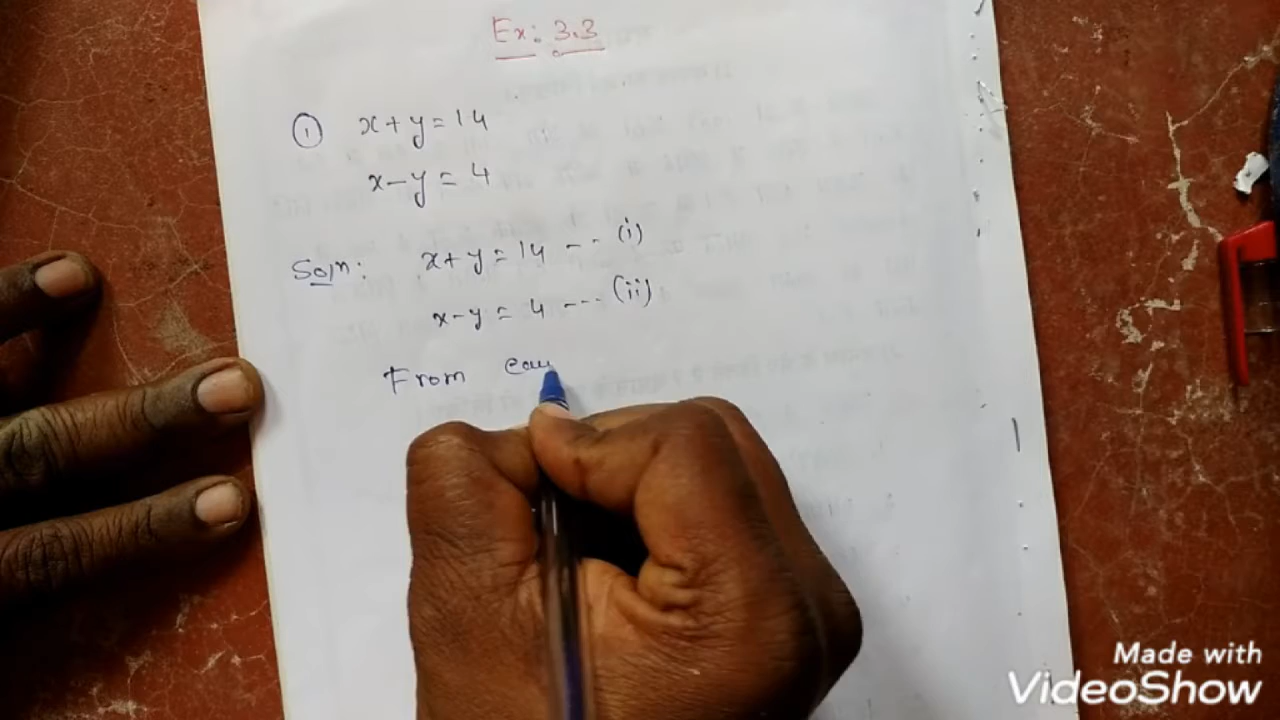 Ex: 3.3
① x+y=14
x-y=4
Soln: x+y=14 --- (i)
x-y=4 --- (ii)
From
Made with
VideoShow